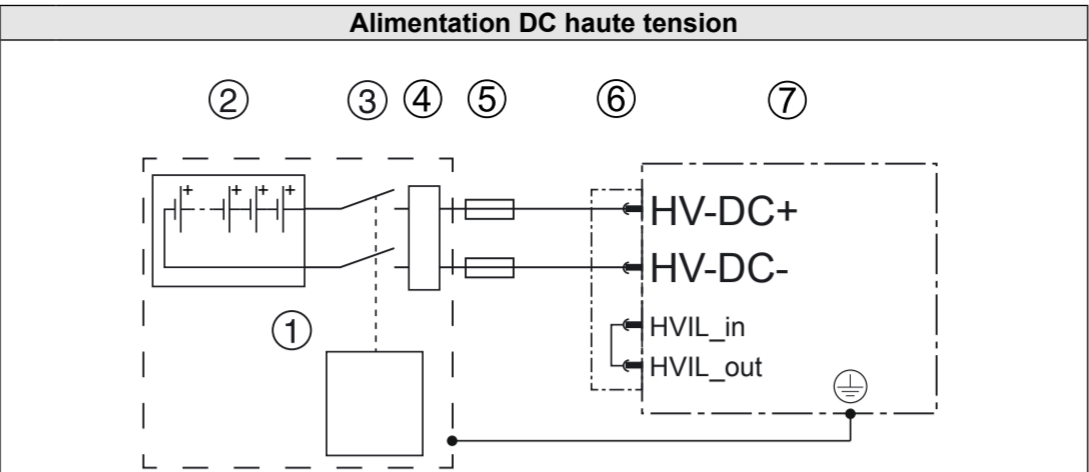 Alimentation DC haute tension
② ③ ④ ⑤ ⑥ ⑦
+ + + +
HV-DC+
HV-DC-
①
HVIL_in
HVIL_out